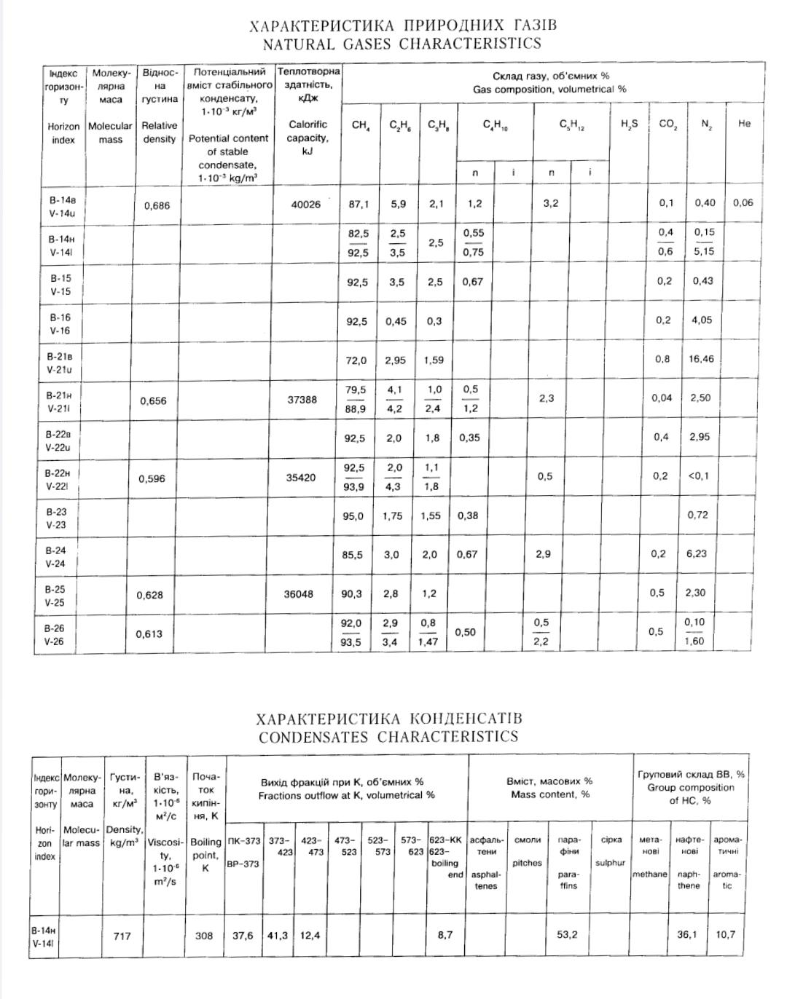 ХАРАКТЕРИСТИКА ПРИРОДНИХ ГАЗІВ
NATURAL GASES CHARACTERISTICS
Індекс горизон-ту Horizon index | Молеку-лярна маса Molecular mass | Віднос-на густина Relative density | Потенціальний вміст стабільного конденсату, 1·10⁻³ кг/м³ Potential content of stable condensate, 1·10⁻³ kg/m³ | Теплотворна здатність, кДж Calorific capacity, kJ | Склад газу, об'ємних % Gas composition, volumetrical %
CH₄ | C₂H₆ | C₃H₈ | C₄H₁₀ | C₅H₁₂ | H₂S | CO₂ | N₂ | He
n | i | n | i
В-14в V-14u | 0,686 | 40026 | 87,1 | 5,9 | 2,1 | 1,2 | 3,2 | 0,1 | 0,40 | 0,06
В-14н V-14l | 82,5/92,5 | 2,5/3,5 | 2,5 | 0,55/0,75 | 0,4/0,6 | 0,15/5,15
В-15 V-15 | 92,5 | 3,5 | 2,5 | 0,67 | 0,2 | 0,43
В-16 V-16 | 92,5 | 0,45 | 0,3 | 0,2 | 4,05
В-21в V-21u | 72,0 | 2,95 | 1,59 | 0,8 | 16,46
В-21н V-21l | 0,656 | 37388 | 79,5/88,9 | 4,1/4,2 | 1,0/2,4 | 0,5/1,2 | 2,3 | 0,04 | 2,50
В-22в V-22u | 92,5 | 2,0 | 1,8 | 0,35 | 0,4 | 2,95
В-22н V-22l | 0,596 | 35420 | 92,5/93,9 | 2,0/4,3 | 1,1/1,8 | 0,5 | 0,2 | <0,1
В-23 V-23 | 95,0 | 1,75 | 1,55 | 0,38 | 0,72
В-24 V-24 | 85,5 | 3,0 | 2,0 | 0,67 | 2,9 | 0,2 | 6,23
В-25 V-25 | 0,628 | 36048 | 90,3 | 2,8 | 1,2 | 0,5 | 2,30
В-26 V-26 | 0,613 | 92,0/93,5 | 2,9/3,4 | 0,8/1,47 | 0,50 | 0,5/2,2 | 0,5 | 0,10/1,60
ХАРАКТЕРИСТИКА КОНДЕНСАТІВ
CONDENSATES CHARACTERISTICS
Індекс гори-зонту Hori-zon index | Молеку-лярна маса Molecu-lar mass | Густи-на, кг/м³ Density, kg/m³ | В'яз-кість, 1·10⁻⁶ м²/с Viscosi-ty, 1·10⁻⁶ m²/s | Поча-ток кипін-ня, К Boiling point, K | Вихід фракцій при К, об'ємних % Fractions outflow at K, volumetrical % | Вміст, масових % Mass content, % | Груповий склад ВВ, % Group composition of HC, %
ПК-373 BP-373 | 373-423 | 423-473 | 473-523 | 523-573 | 573-623 | 623-КК 623-boiling end | асфаль-тени asphal-tenes | смоли pitches | пара-фіни para-ffins | сірка sulphur | мета-нові methane | нафте-нові naph-thene | арома-тичні aroma-tic
В-14н V-14l | 717 | 308 | 37,6 | 41,3 | 12,4 | 8,7 | 53,2 | 36,1 | 10,7